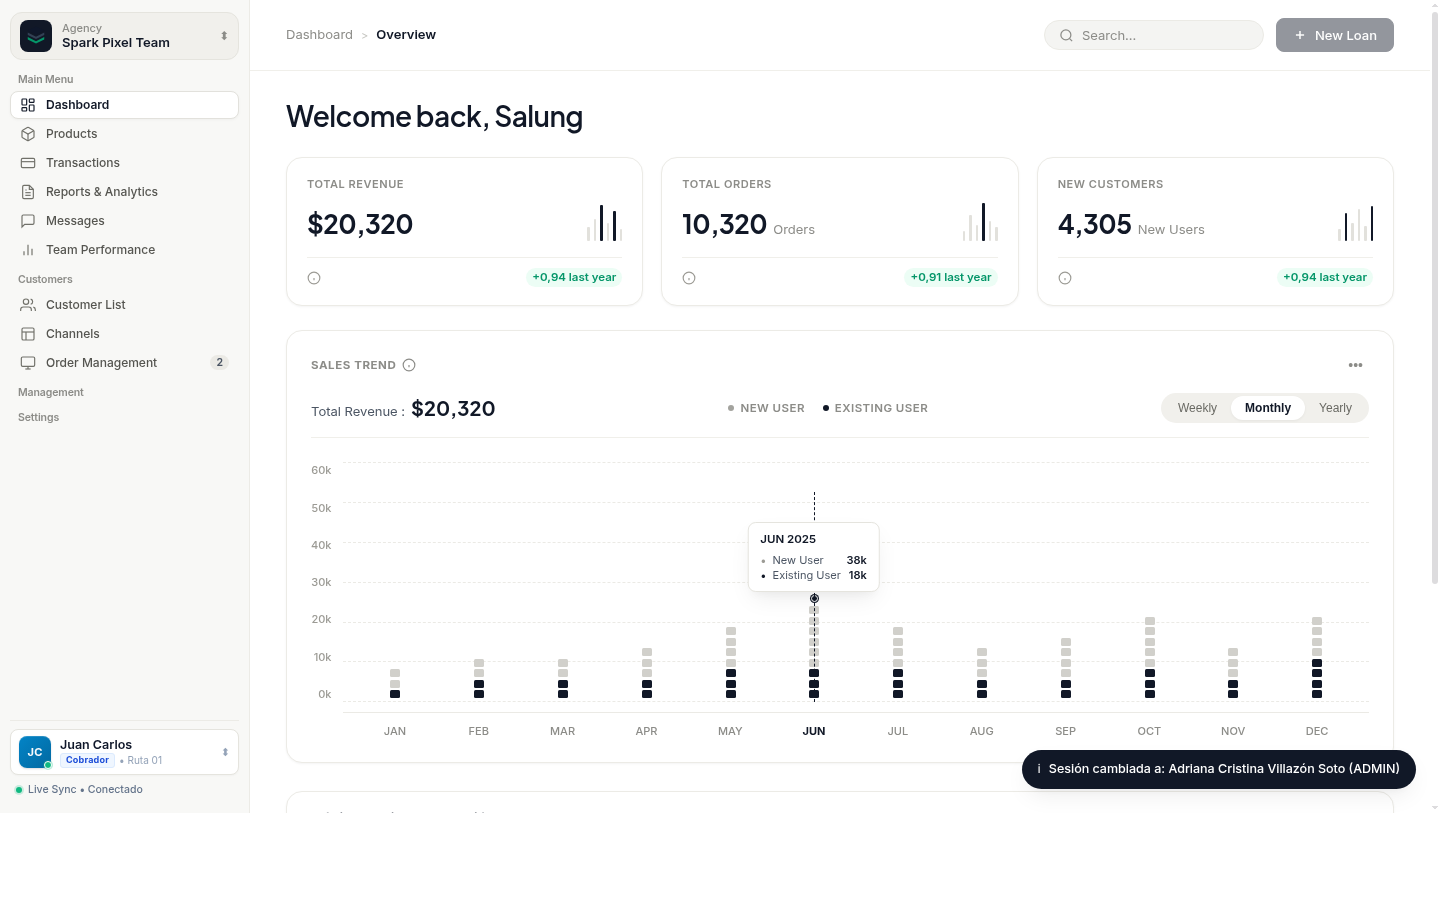 Agency
Spark Pixel Team
Main Menu
Dashboard
Products
Transactions
Reports & Analytics
Messages
Team Performance
Customers
Customer List
Channels
Order Management 2
Management
Settings
JC
Juan Carlos
Cobrador • Ruta 01
Live Sync • Conectado
Dashboard > Overview
Search...
+ New Loan
Welcome back, Salung
TOTAL REVENUE
$20,320
+0,94 last year
TOTAL ORDERS
10,320 Orders
+0,91 last year
NEW CUSTOMERS
4,305 New Users
+0,94 last year
SALES TREND
•••
Total Revenue : $20,320
NEW USER EXISTING USER
Weekly Monthly Yearly
60k
50k
40k
30k
20k
10k
0k
JUN 2025
• New User 38k
• Existing User 18k
JAN FEB MAR APR MAY JUN JUL AUG SEP OCT NOV DEC
i Sesión cambiada a: Adriana Cristina Villazón Soto (ADMIN)